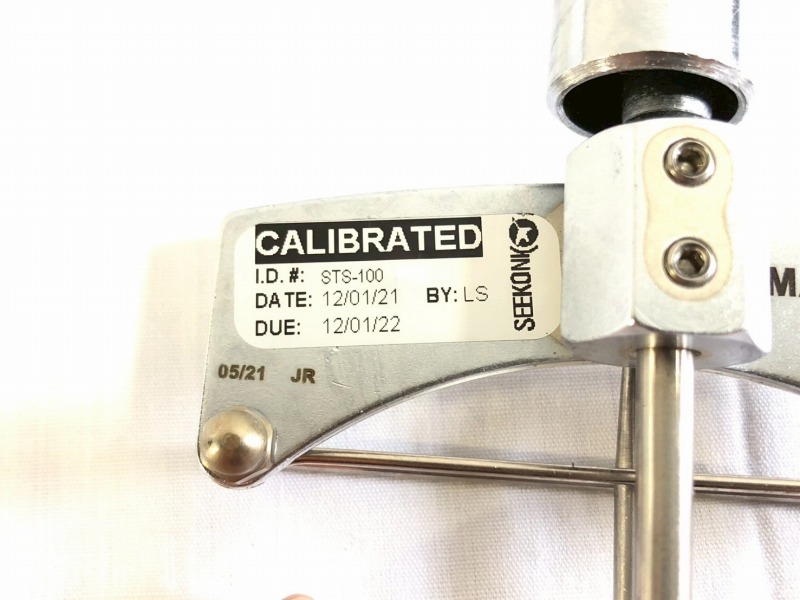 CALIBRATED
I.D. #: STS-100
DATE: 12/01/21 BY: LS
DUE: 12/01/22
SEEKONK
05/21 JR